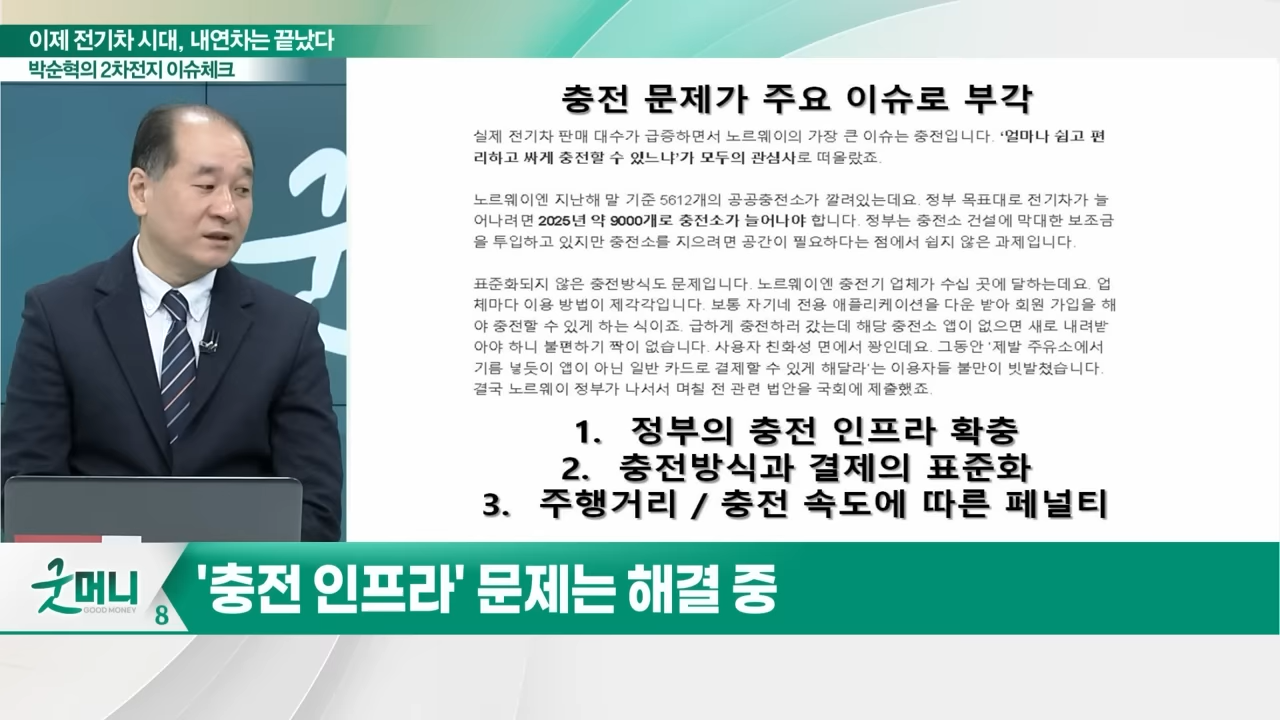 이제 전기차 시대, 내연차는 끝났다
박순혁의 2차전지 이슈체크
충전 문제가 주요 이슈로 부각
실제 전기차 판매 대수가 급증하면서 노르웨이의 가장 큰 이슈는 충전입니다. ‘얼마나 쉽고 편
리하고 싸게 충전할 수 있느냐’가 모두의 관심사로 떠올랐죠.
노르웨이엔 지난해 말 기준 5612개의 공공충전소가 깔려있는데요. 정부 목표대로 전기차가 늘
어나려면 2025년 약 9000개로 충전소가 늘어나야 합니다. 정부는 충전소 건설에 막대한 보조금
을 투입하고 있지만 충전소를 지으려면 공간이 필요하다는 점에서 쉽지 않은 과제입니다.
표준화되지 않은 충전방식도 문제입니다. 노르웨이엔 충전기 업체가 수십 곳에 달하는데요. 업
체마다 이용 방법이 제각각입니다. 보통 자기네 전용 애플리케이션을 다운 받아 회원 가입을 해
야 충전할 수 있게 하는 식이죠. 급하게 충전하러 갔는데 해당 충전소 앱이 없으면 새로 내려받
아야 하니 불편하기 짝이 없습니다. 사용자 친화성 면에서 꽝인데요. 그동안 ‘제발 주유소에서
기름 넣듯이 앱이 아닌 일반 카드로 결제할 수 있게 해달라’는 이용자들 불만이 빗발쳤습니다.
결국 노르웨이 정부가 나서서 며칠 전 관련 법안을 국회에 제출했죠.
1. 정부의 충전 인프라 확충
2. 충전방식과 결제의 표준화
3. 주행거리 / 충전 속도에 따른 페널티
굿머니
GOOD MONEY
8
'충전 인프라' 문제는 해결 중